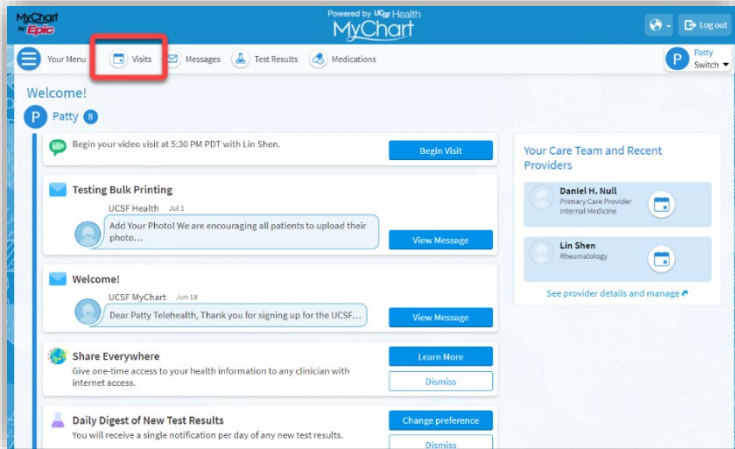 MyChart
by Epic
Powered by UCSF Health
MyChart
Log out
Your Menu
Visits
Messages
Test Results
Medications
P
Patty
Switch
Welcome!
P Patty 8
Begin your video visit at 5:30 PM PDT with Lin Shen.
Begin Visit
Testing Bulk Printing
UCSF Health Jul 1
Add Your Photo! We are encouraging all patients to upload their
photo...
View Message
Welcome!
UCSF MyChart Jun 18
Dear Patty Telehealth, Thank you for signing up for the UCSF...
View Message
Share Everywhere
Give one-time access to your health information to any clinician with
internet access.
Learn More
Dismiss
Daily Digest of New Test Results
You will receive a single notification per day of any new test results.
Change preference
Dismiss
Your Care Team and Recent
Providers
Daniel H. Null
Primary Care Provider
Internal Medicine
Lin Shen
Rheumatology
See provider details and manage